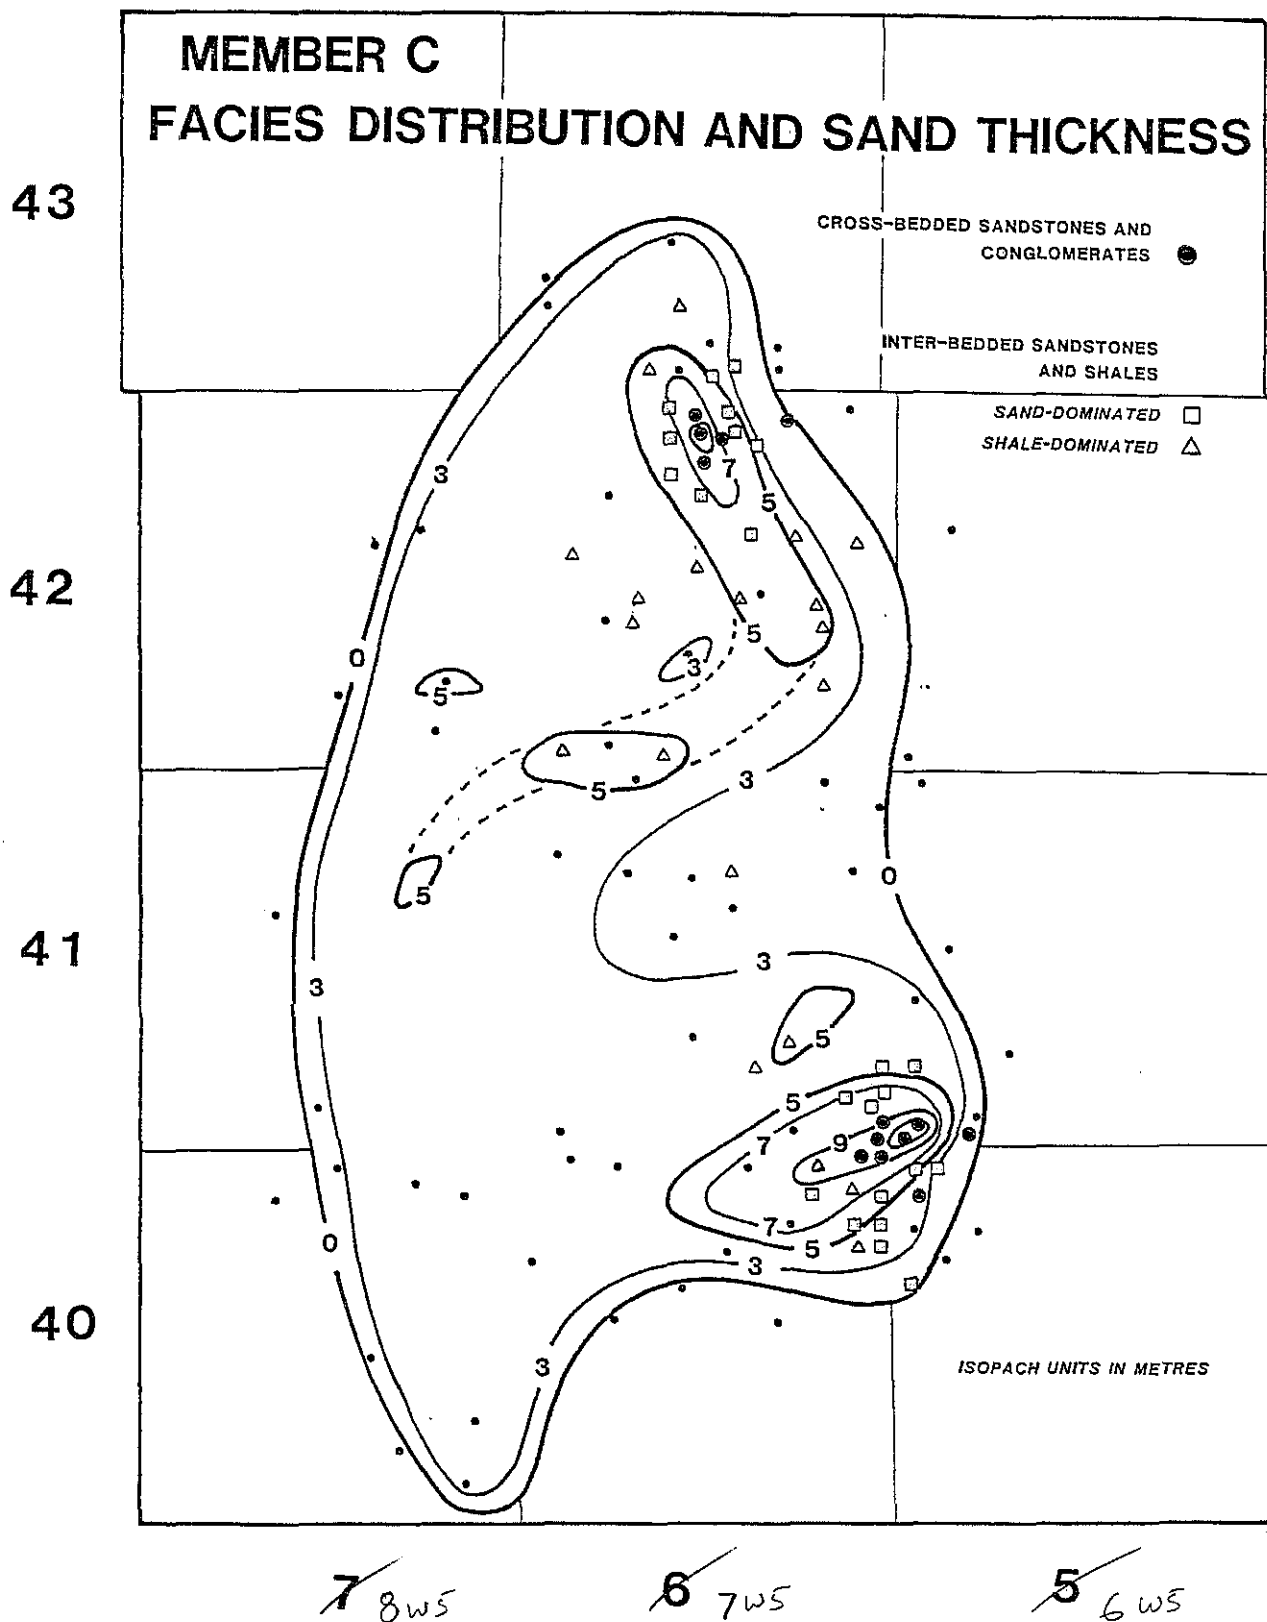 MEMBER C
FACIES DISTRIBUTION AND SAND THICKNESS
43
CROSS-BEDDED SANDSTONES AND
CONGLOMERATES
INTER-BEDDED SANDSTONES
AND SHALES
SAND-DOMINATED
SHALE-DOMINATED
3
7
5
42
5
0
3
5
3
5
5
0
41
3
3
5
5
9
7
7
5
0
3
40
3
ISOPACH UNITS IN METRES
7 8W5
6 7W5
5 6W5